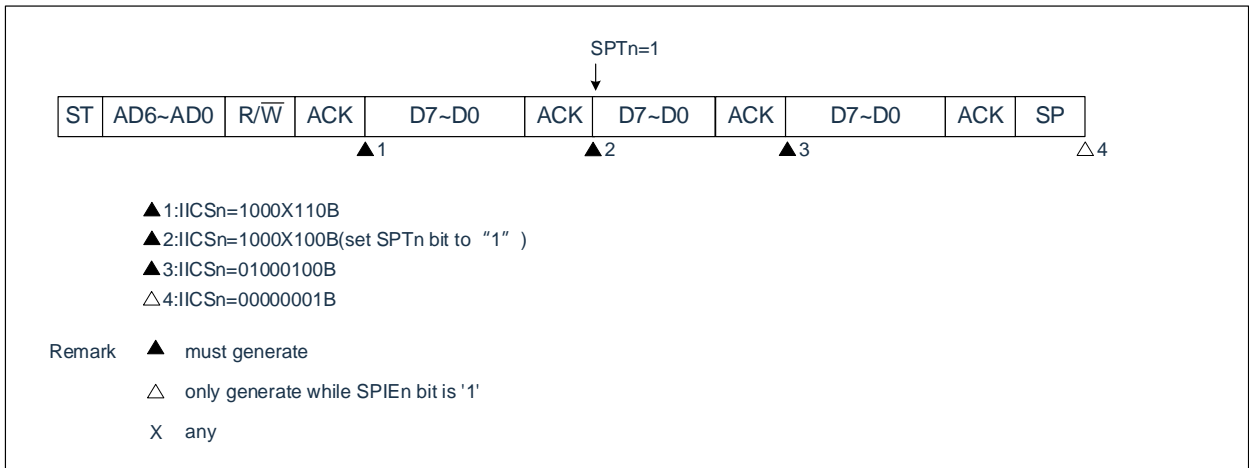 SPTn=1
ST AD6~AD0 R/W̅ ACK D7~D0 ACK D7~D0 ACK D7~D0 ACK SP
▲1 ▲2 ▲3 △4
▲1:IICSn=1000X110B
▲2:IICSn=1000X100B(set SPTn bit to “1” )
▲3:IICSn=01000100B
△4:IICSn=00000001B
Remark ▲ must generate
△ only generate while SPIEn bit is '1'
X any